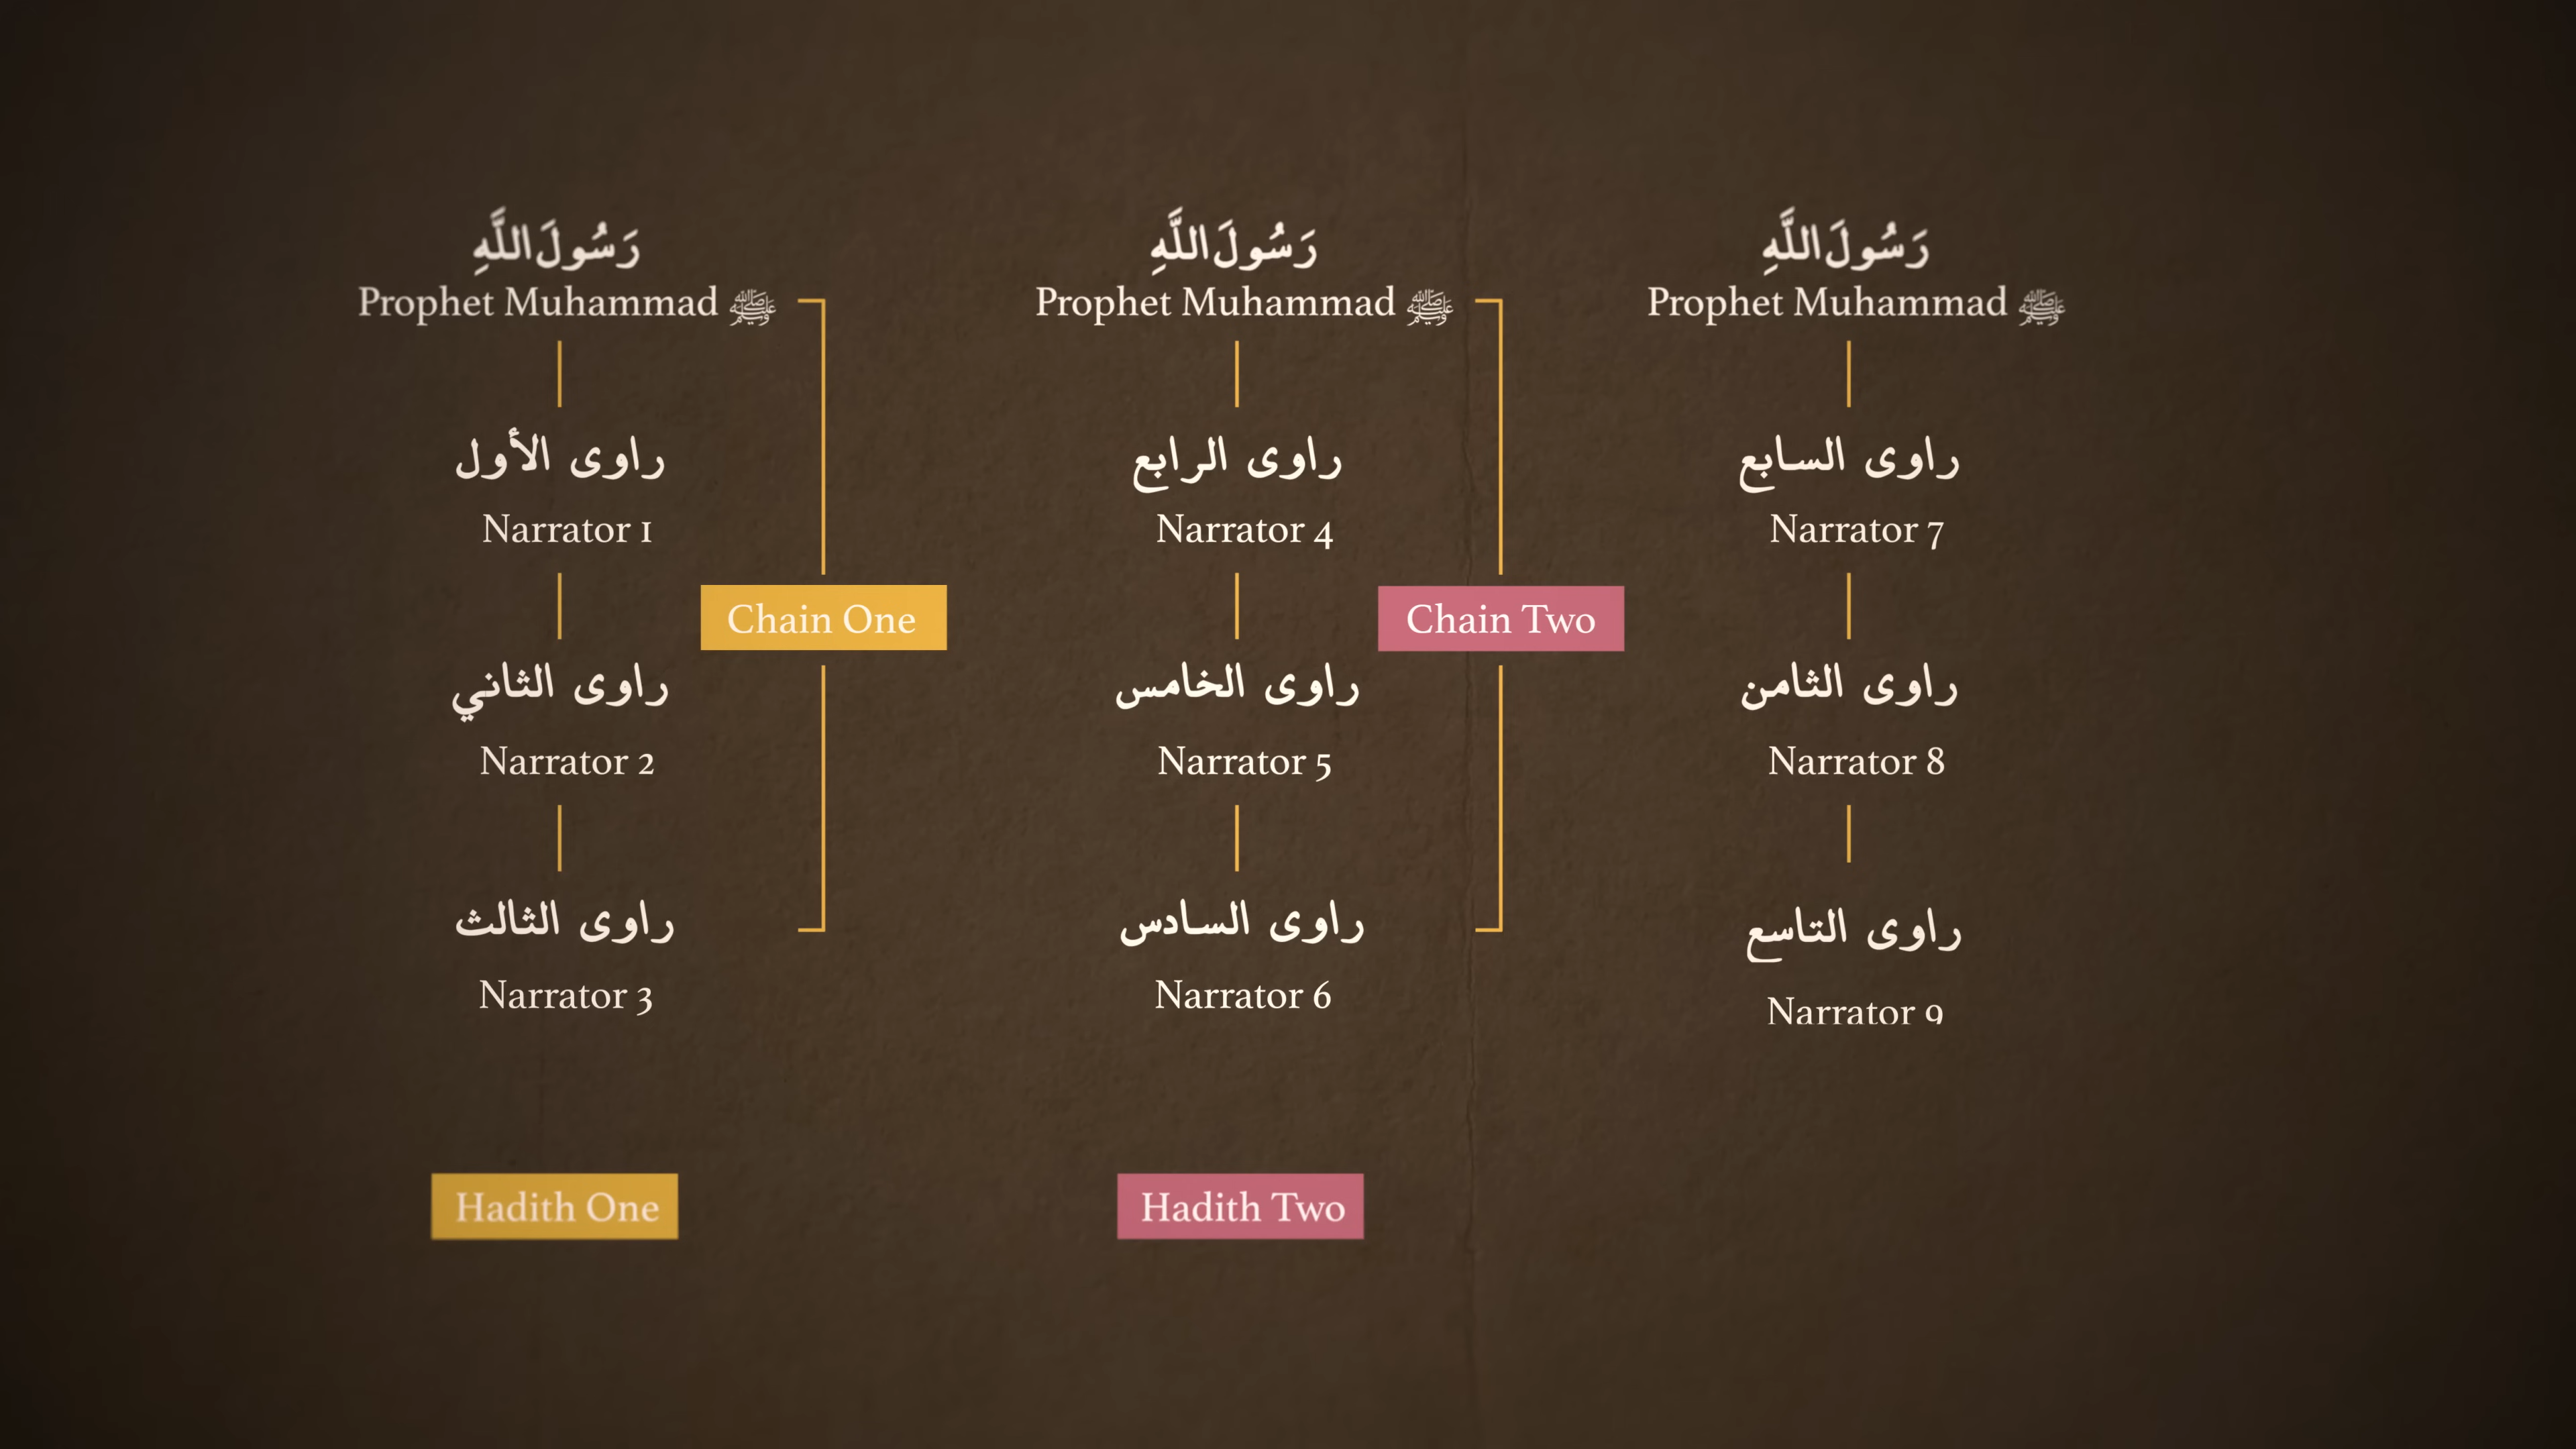 رَسُولَ اللَّهِ
Prophet Muhammad ﷺ
راوى الأول
Narrator 1
راوى الثاني
Narrator 2
راوى الثالث
Narrator 3
Chain One
Hadith One
رَسُولَ اللَّهِ
Prophet Muhammad ﷺ
راوى الرابع
Narrator 4
راوى الخامس
Narrator 5
راوى السادس
Narrator 6
Chain Two
Hadith Two
رَسُولَ اللَّهِ
Prophet Muhammad ﷺ
راوى السابع
Narrator 7
راوى الثامن
Narrator 8
راوى التاسع
Narrator 9